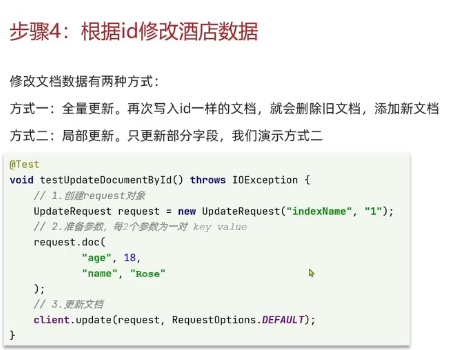 步骤4：根据id修改酒店数据
修改文档数据有两种方式：
方式一：全量更新。再次写入id一样的文档，就会删除旧文档，添加新文档
方式二：局部更新。只更新部分字段，我们演示方式二
@Test
void testUpdateDocumentById() throws IOException {
    // 1.创建request对象
    UpdateRequest request = new UpdateRequest("indexName", "1");
    // 2.准备参数，每2个参数为一对 key value
    request.doc(
            "age", 18,
            "name", "Rose"
    );
    // 3.更新文档
    client.update(request, RequestOptions.DEFAULT);
}